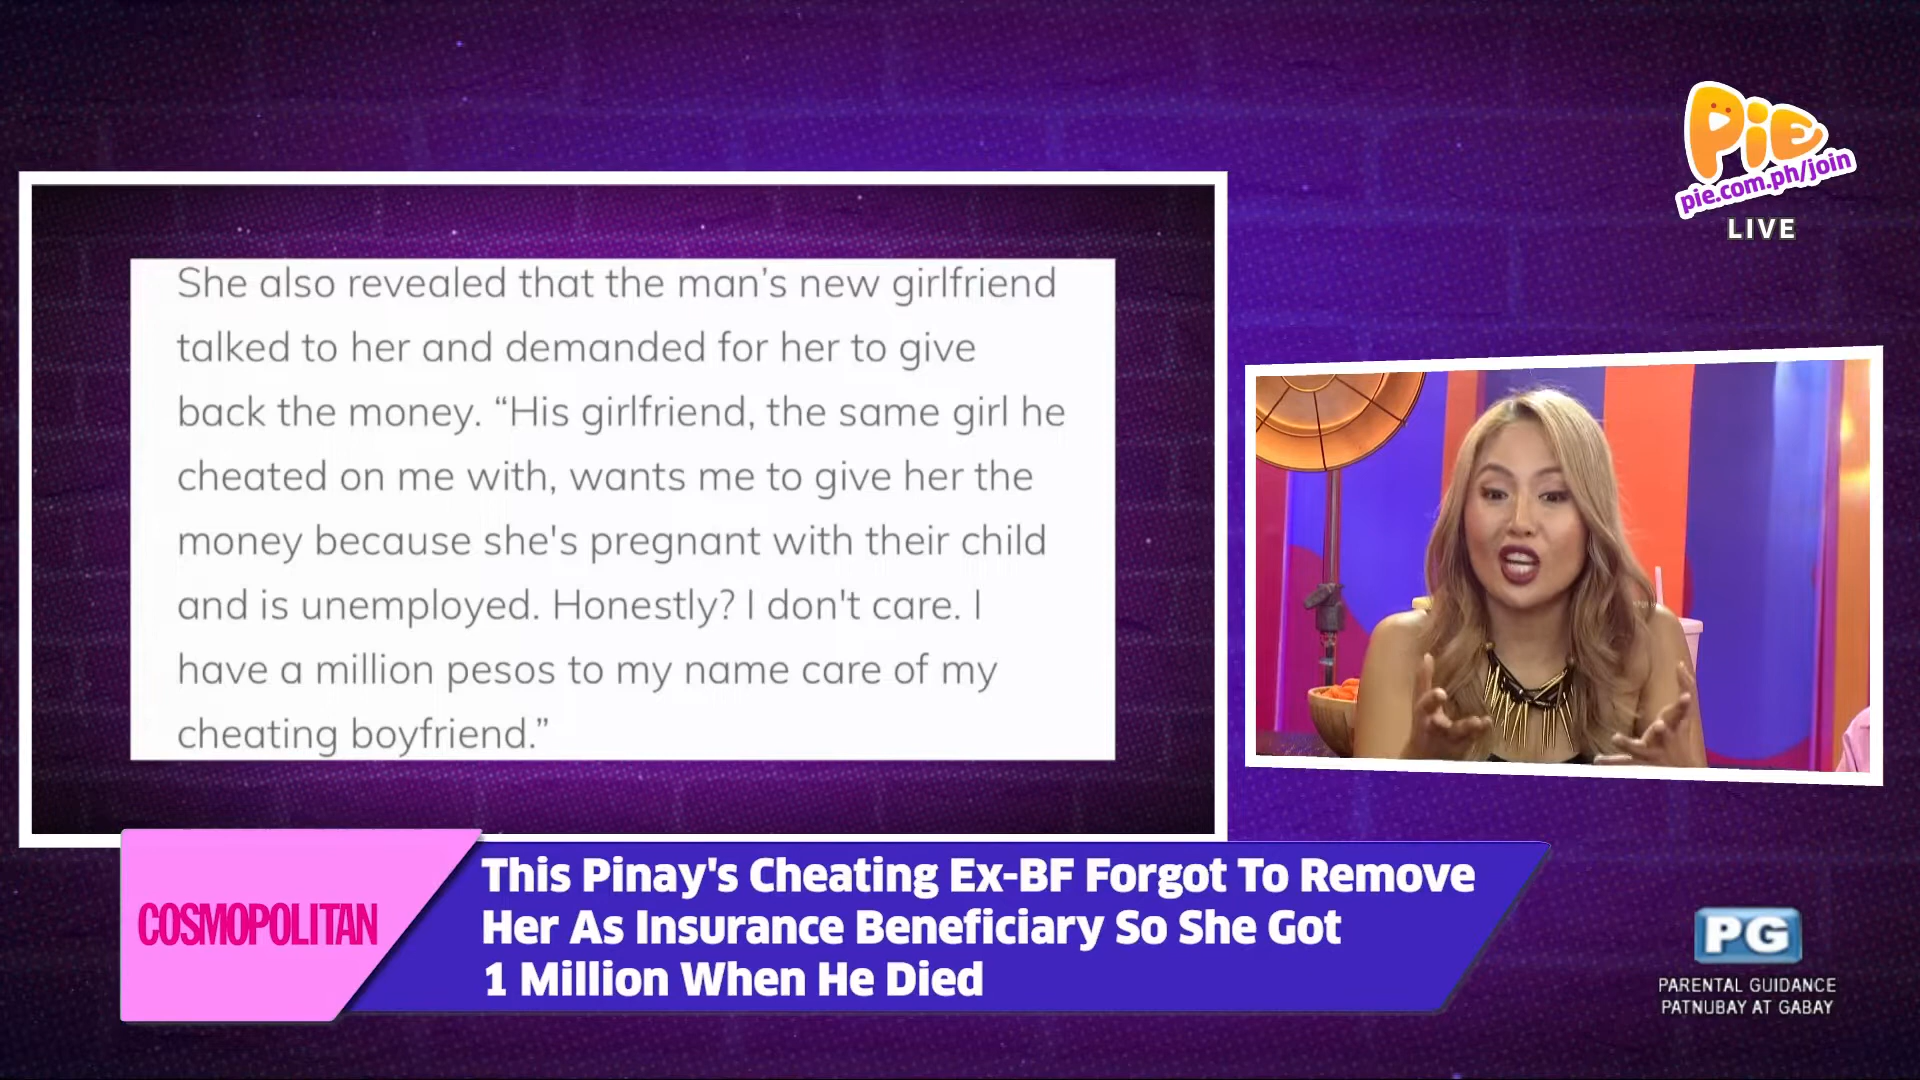 PiE
pie.com.ph/join
LIVE
She also revealed that the man's new girlfriend
talked to her and demanded for her to give
back the money. “His girlfriend, the same girl he
cheated on me with, wants me to give her the
money because she's pregnant with their child
and is unemployed. Honestly? I don't care. I
have a million pesos to my name care of my
cheating boyfriend.”
COSMOPOLITAN
This Pinay's Cheating Ex-BF Forgot To Remove
Her As Insurance Beneficiary So She Got
1 Million When He Died
PG
PARENTAL GUIDANCE
PATNUBAY AT GABAY